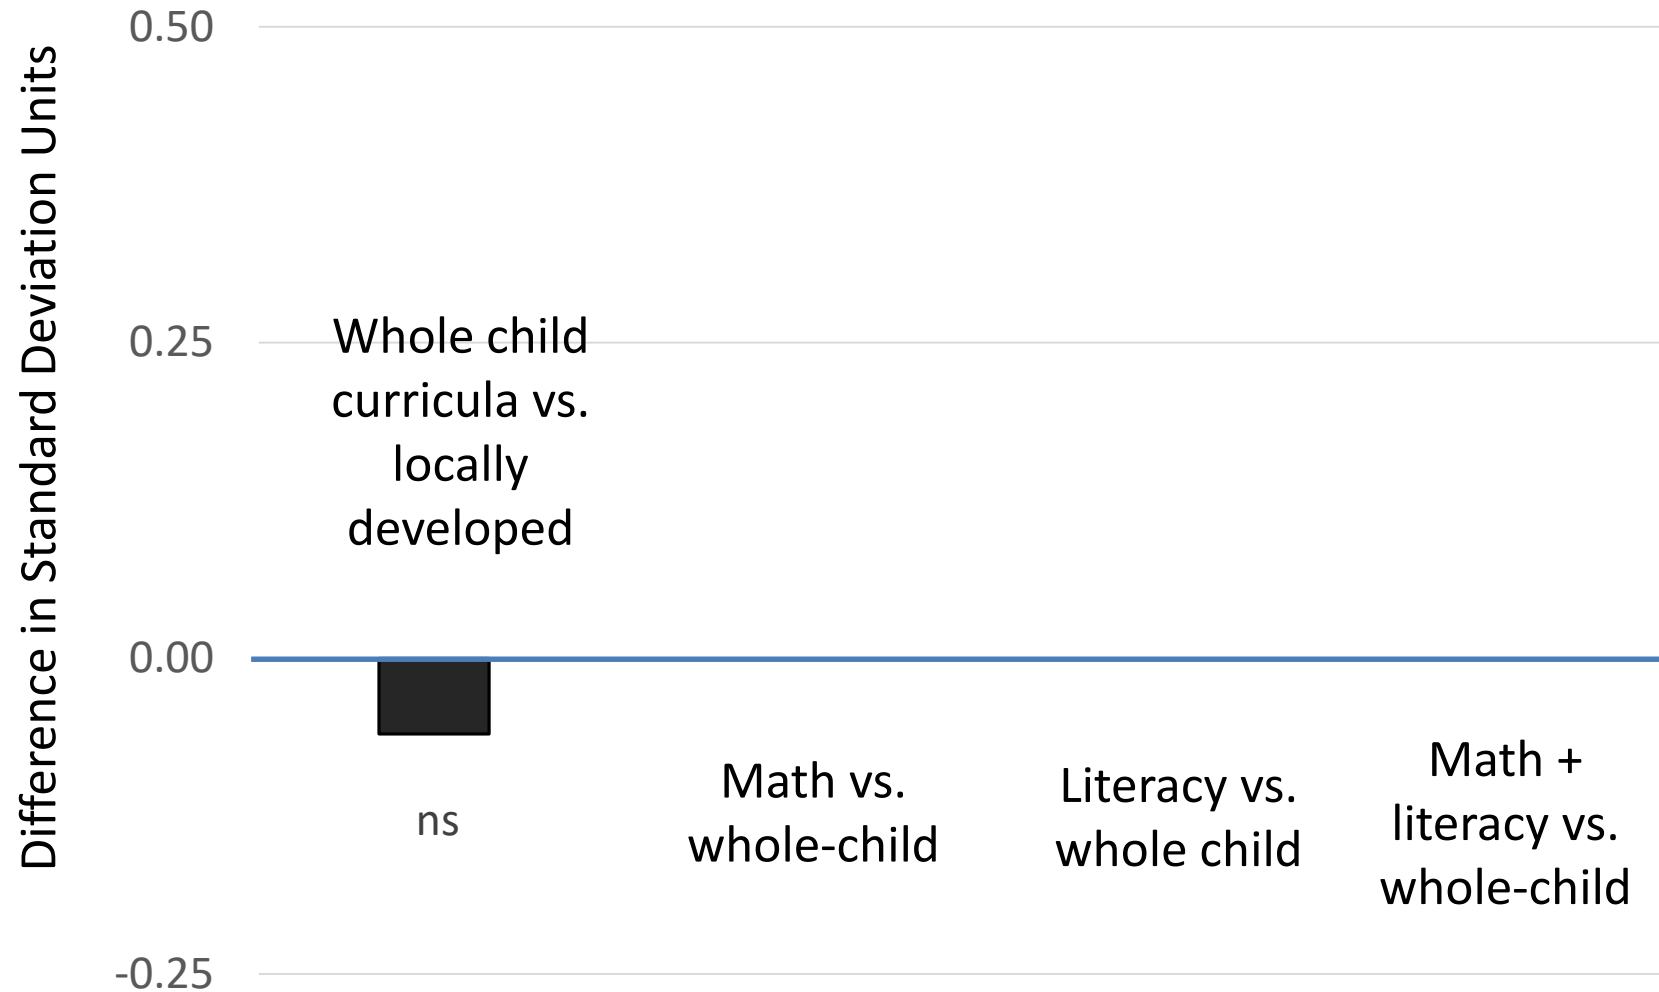 Difference in Standard Deviation Units
0.50
0.25
0.00
-0.25
Whole child
curricula vs.
locally
developed
ns
Math vs.
whole-child
Literacy vs.
whole child
Math +
literacy vs.
whole-child